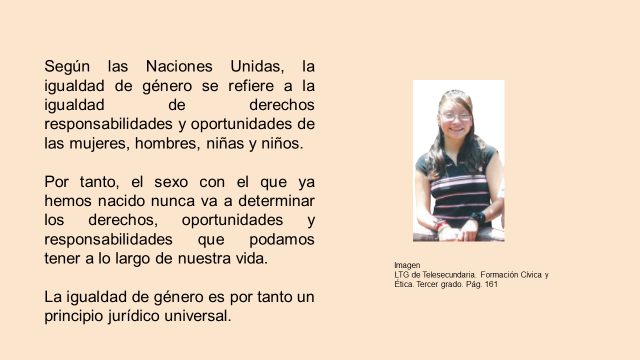 Según las Naciones Unidas, la
igualdad de género se refiere a la
igualdad de derechos
responsabilidades y oportunidades de
las mujeres, hombres, niñas y niños.
Por tanto, el sexo con el que ya
hemos nacido nunca va a determinar
los derechos, oportunidades y
responsabilidades que podamos
tener a lo largo de nuestra vida.
La igualdad de género es por tanto un
principio jurídico universal.
Imagen
LTG de Telesecundaria. Formación Cívica y
Ética. Tercer grado. Pág. 161